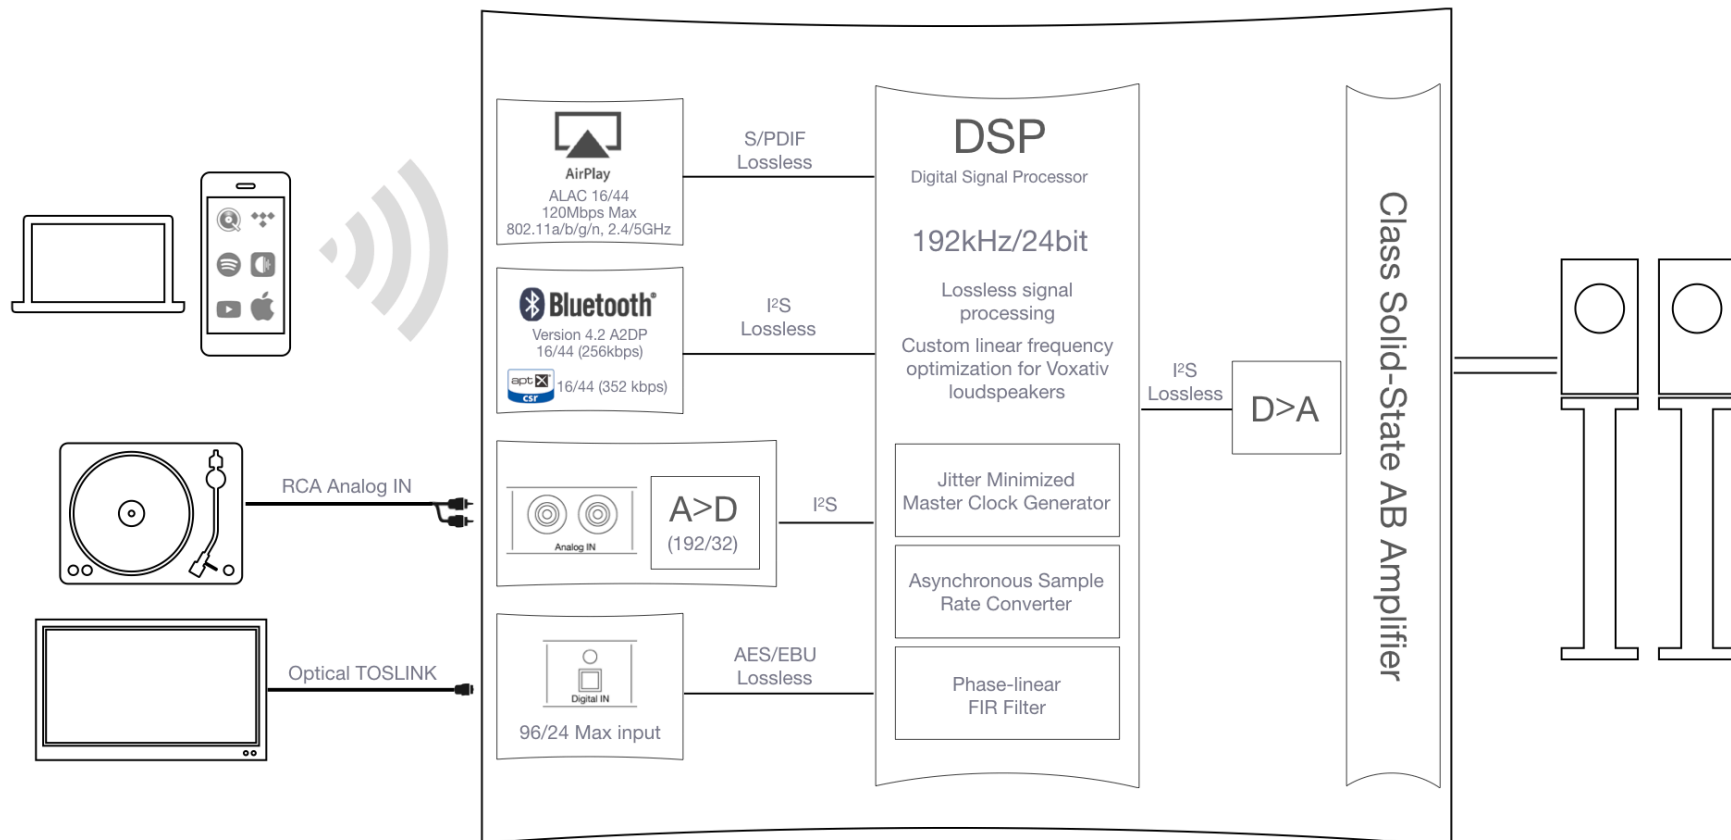 AirPlay
ALAC 16/44
120Mbps Max
802.11a/b/g/n, 2.4/5GHz
S/PDIF
Lossless
Bluetooth®
Version 4.2 A2DP
16/44 (256kbps)
aptX
csr
16/44 (352 kbps)
I²S
Lossless
RCA Analog IN
Analog IN
A>D
(192/32)
I²S
Optical TOSLINK
Digital IN
96/24 Max input
AES/EBU
Lossless
DSP
Digital Signal Processor
192kHz/24bit
Lossless signal
processing
Custom linear frequency
optimization for Voxativ
loudspeakers
Jitter Minimized
Master Clock Generator
Asynchronous Sample
Rate Converter
Phase-linear
FIR Filter
I²S
Lossless
D>A
Class Solid-State AB Amplifier